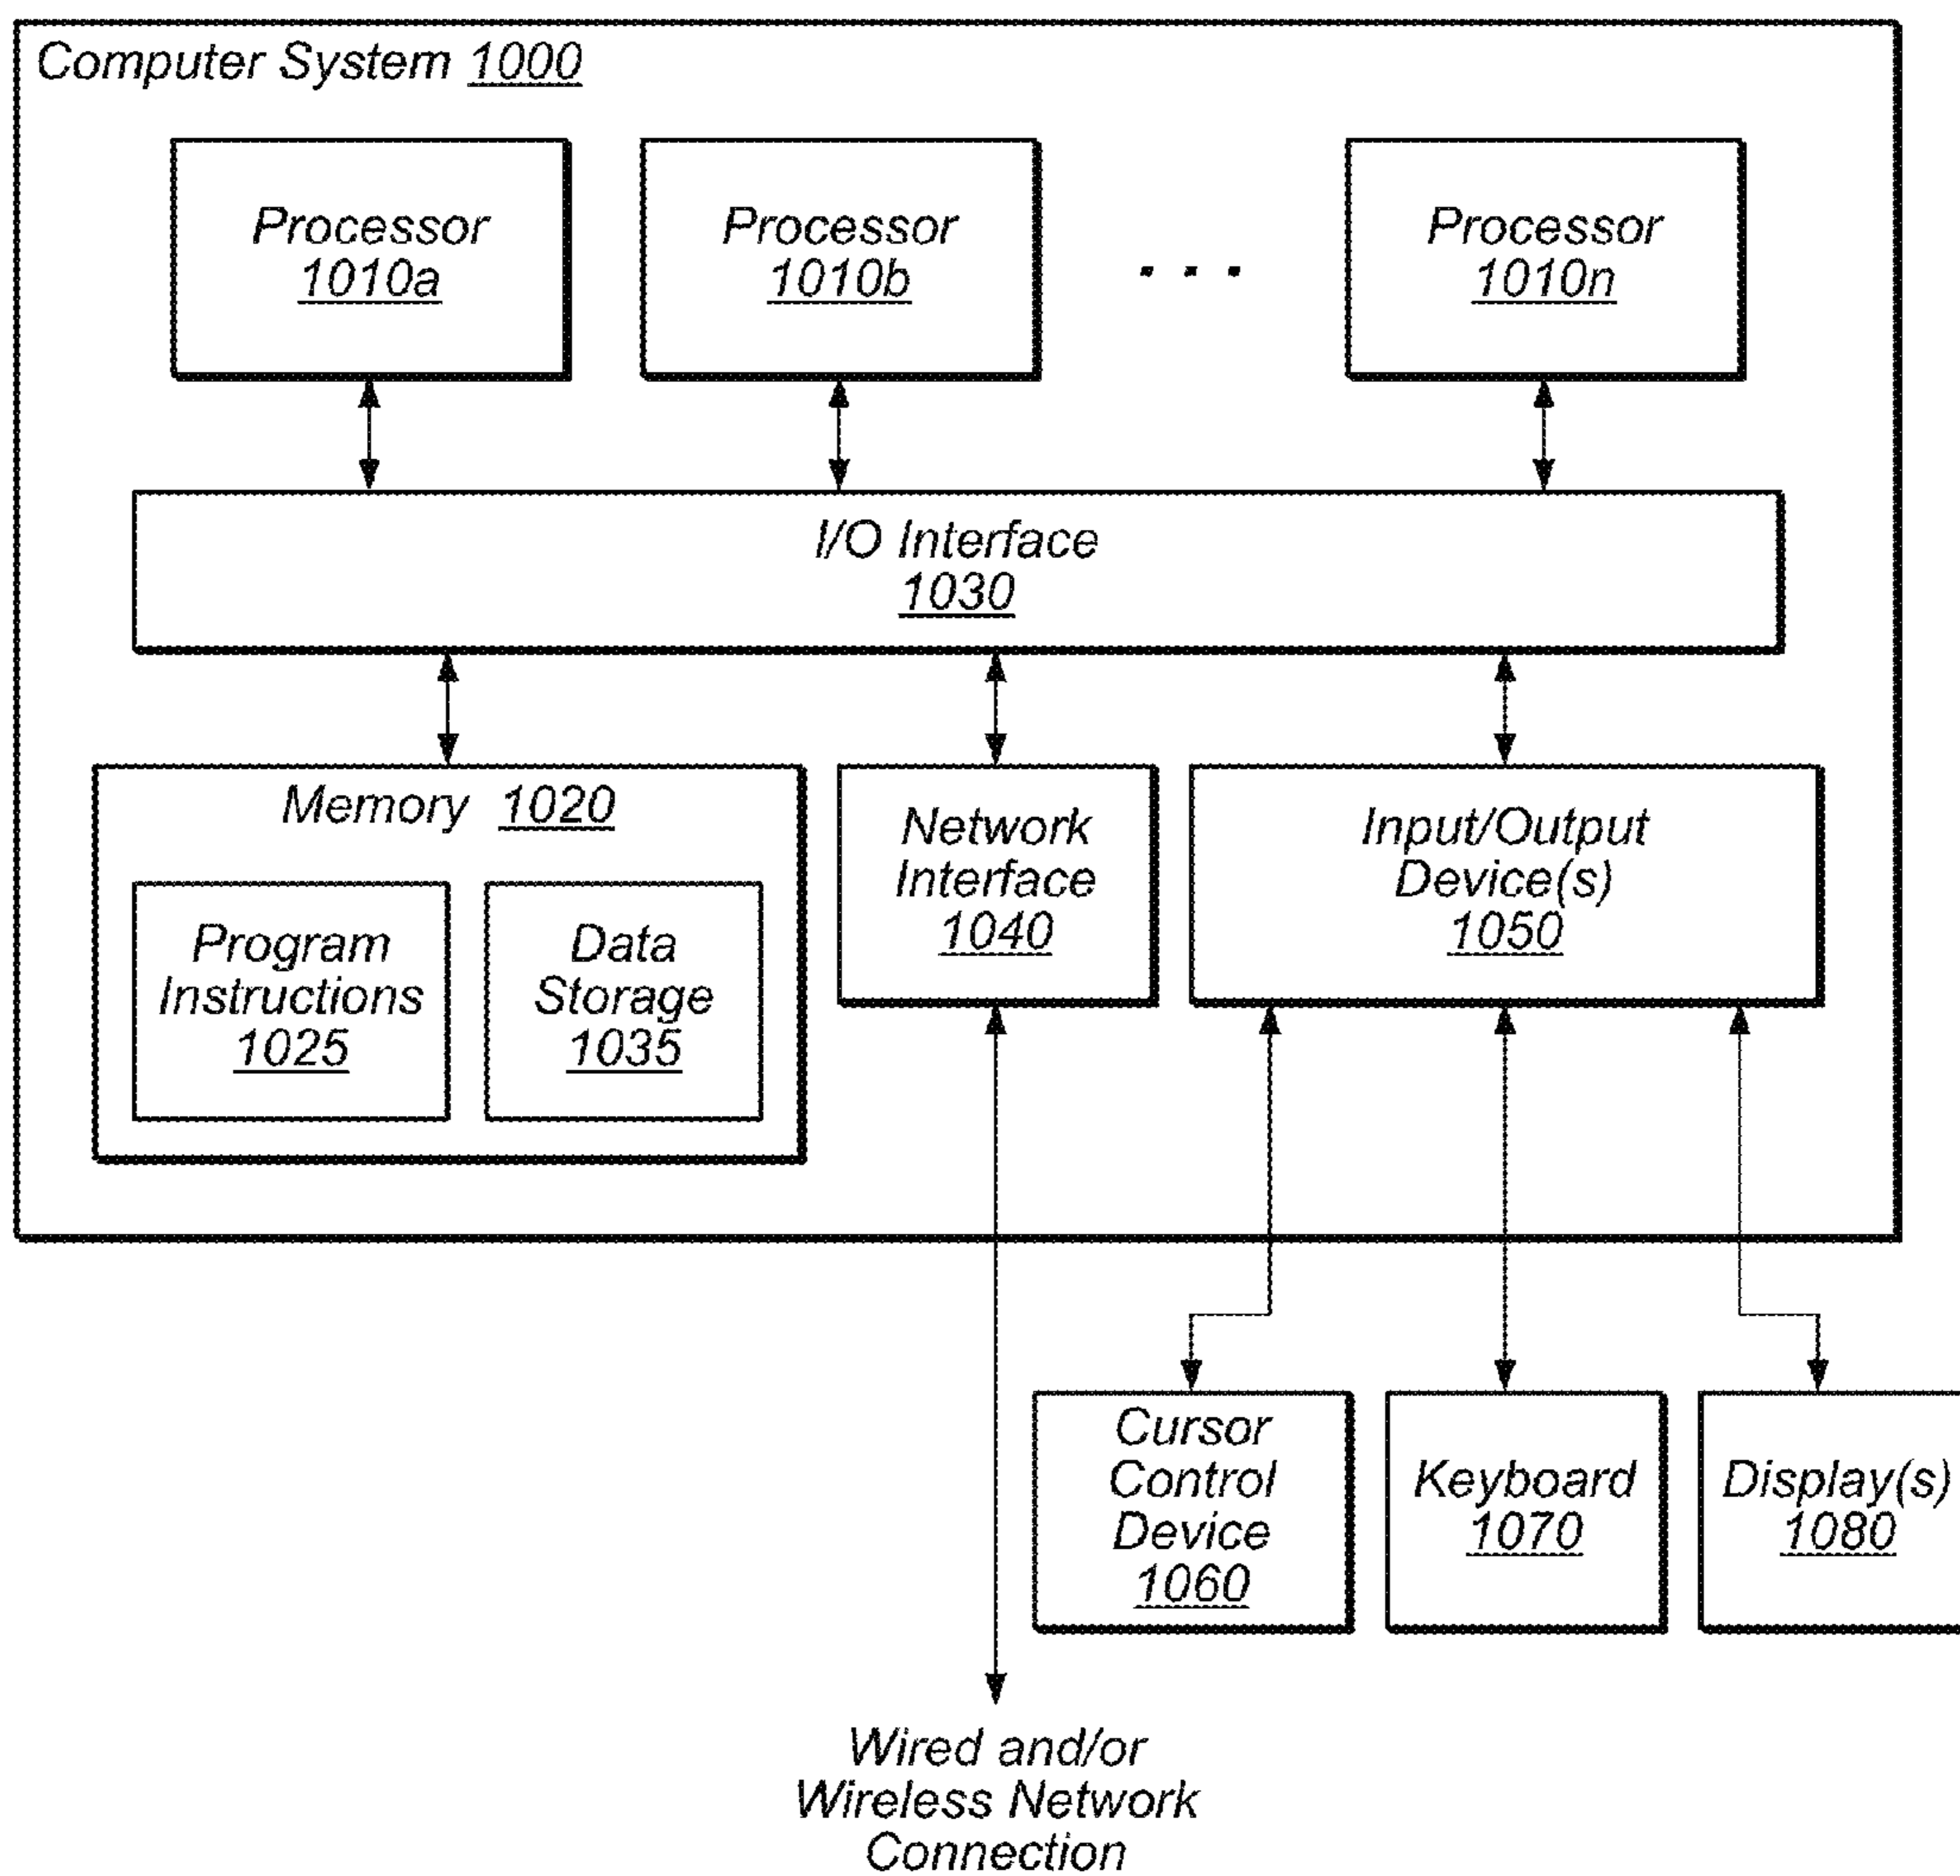 Computer System 1000
Processor
1010a
Processor
1010b
. . .
Processor
1010n
I/O Interface
1030
Memory 1020
Program
Instructions
1025
Data
Storage
1035
Network
Interface
1040
Input/Output
Device(s)
1050
Cursor
Control
Device
1060
Keyboard
1070
Display(s)
1080
Wired and/or
Wireless Network
Connection